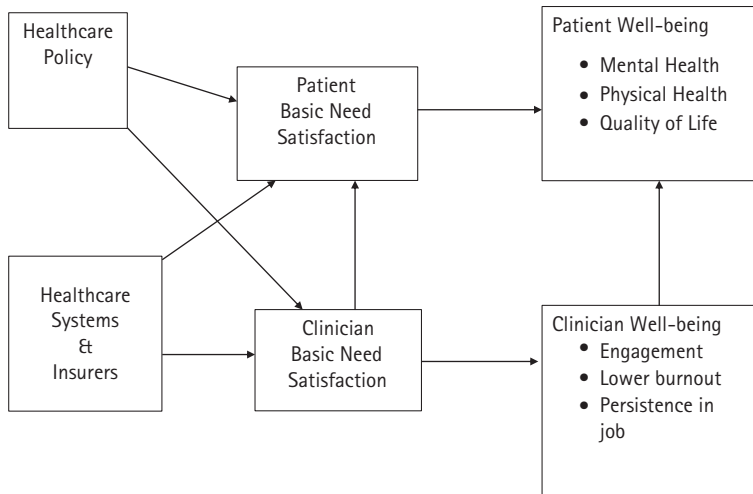 Healthcare
Policy
Patient
Basic Need
Satisfaction
Patient Well-being
• Mental Health
• Physical Health
• Quality of Life
Healthcare
Systems
&
Insurers
Clinician
Basic Need
Satisfaction
Clinician Well-being
• Engagement
• Lower burnout
• Persistence in
job